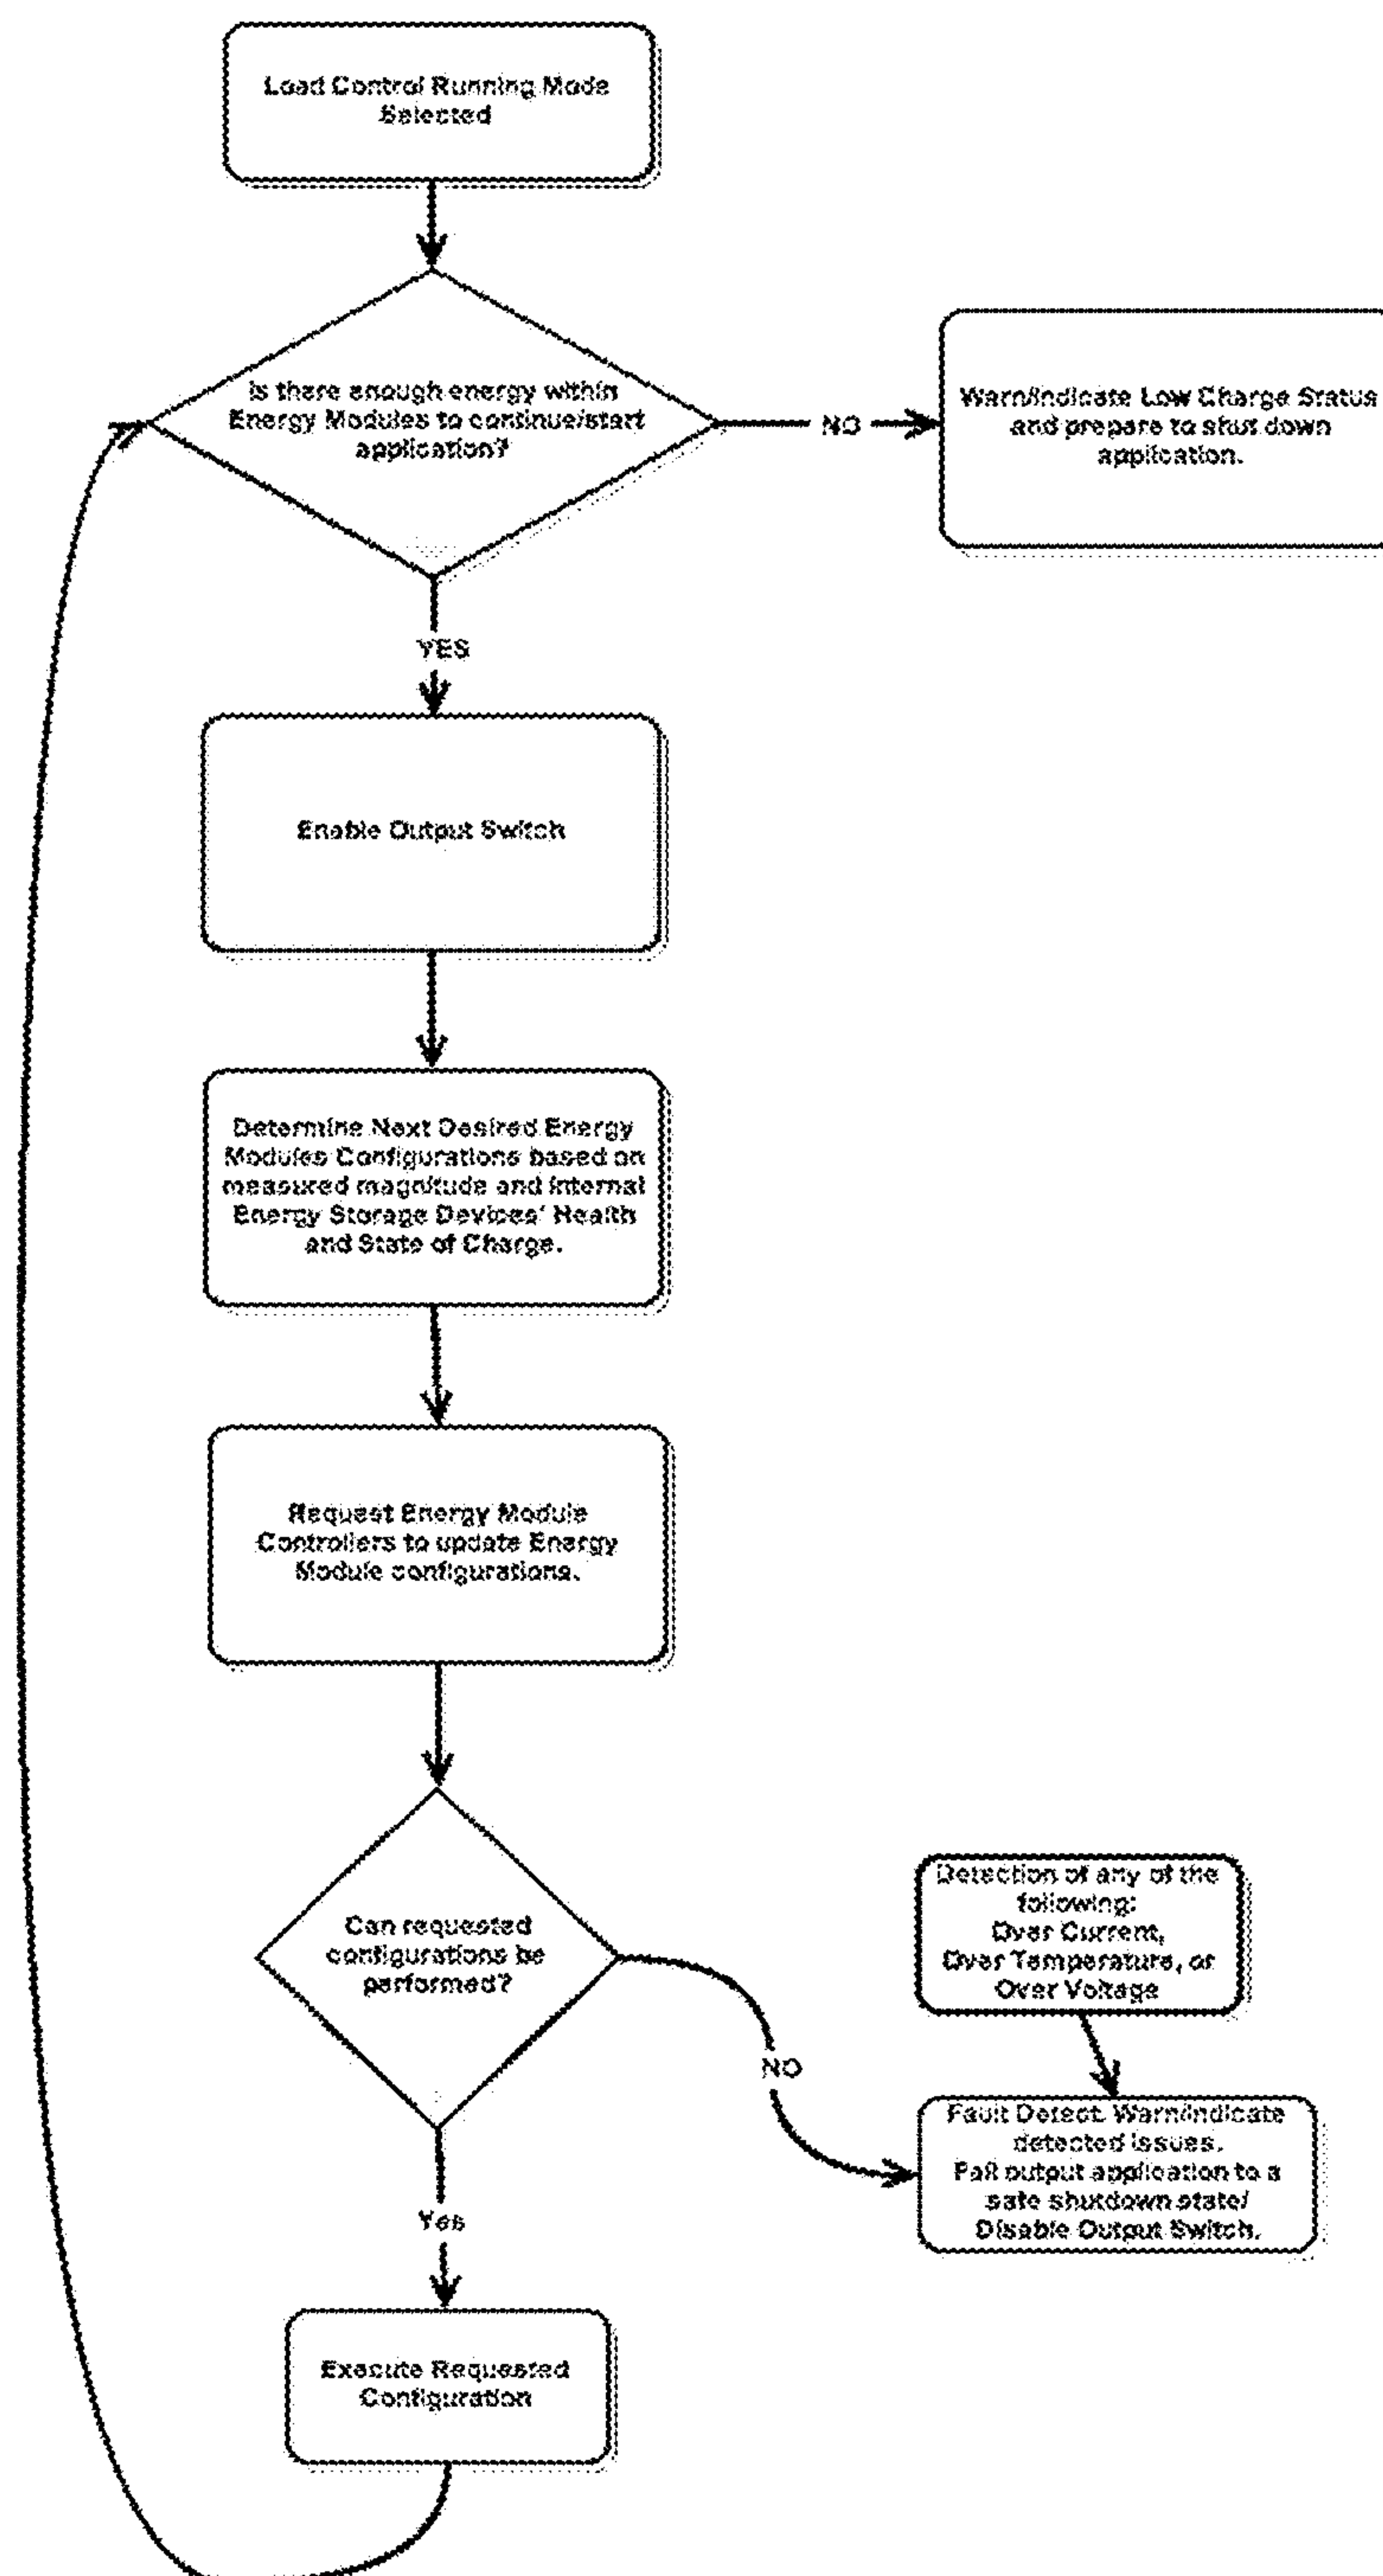 Load Control Running Mode
Selected
Is there enough energy within
Energy Modules to continue/start
application?
NO
Warn/Indicate Low Charge Status
and prepare to shut down
application.
YES
Enable Output Switch
Determine Next Desired Energy
Modules Configurations based on
measured magnitude and internal
Energy Storage Devices' Health
and State of Charge.
Request Energy Module
Controllers to update Energy
Module configurations.
Can requested
configurations be
performed?
NO
Detection of any of the
following:
Over Current,
Over Temperature, or
Over Voltage
Fault Detect. Warn/Indicate
detected issues.
Fall output application to a
safe shutdown state/
Disable Output Switch.
Yes
Execute Requested
Configuration